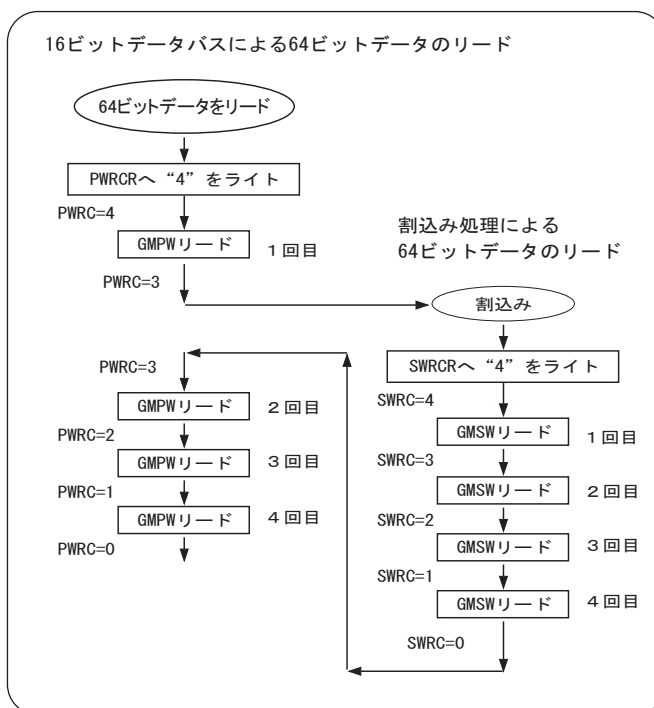 16ビットデータバスによる64ビットデータのリード
64ビットデータをリード
PWRCRへ “4” をライト
PWRC=4
GMPWリード 1回目
PWRC=3
割込み処理による
64ビットデータのリード
割込み
SWRCRへ “4” をライト
SWRC=4
GMSWリード 1回目
SWRC=3
GMSWリード 2回目
SWRC=2
GMSWリード 3回目
SWRC=1
GMSWリード 4回目
SWRC=0
PWRC=3
GMPWリード 2回目
PWRC=2
GMPWリード 3回目
PWRC=1
GMPWリード 4回目
PWRC=0